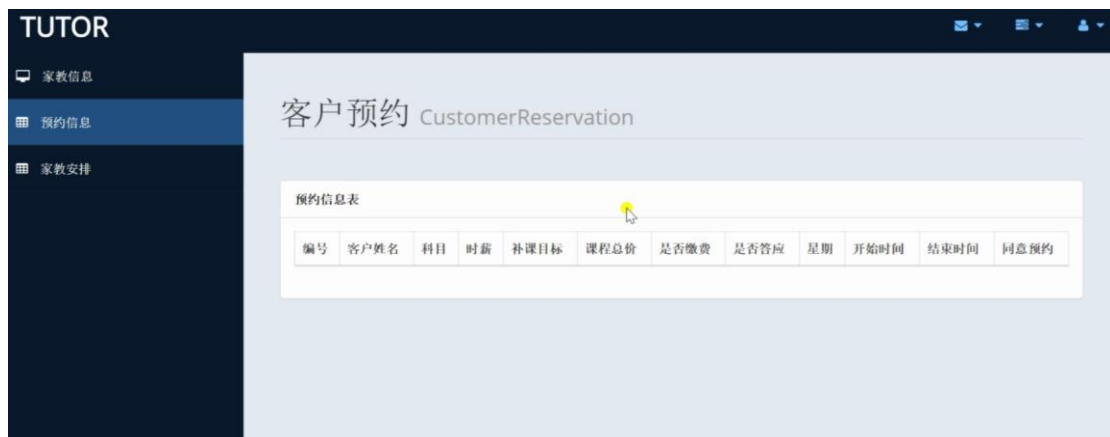 TUTOR
家教信息
预约信息
家教安排
客户预约 CustomerReservation
预约信息表
编号 客户姓名 科目 时薪 补课目标 课程总价 是否缴费 是否答应 星期 开始时间 结束时间 同意预约